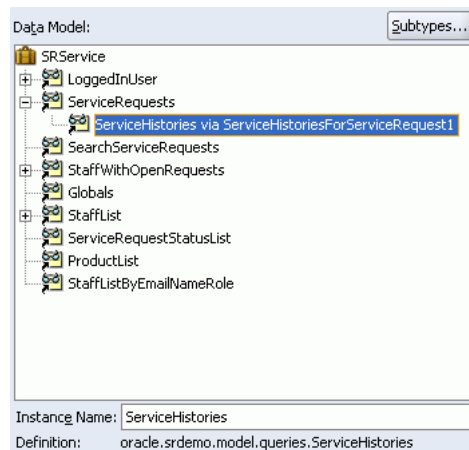 Data Model:
Subtypes...
SRService
LoggedInUser
ServiceRequests
ServiceHistories via ServiceHistoriesForServiceRequest1
SearchServiceRequests
StaffWithOpenRequests
Globals
StaffList
ServiceRequestStatusList
ProductList
StaffListByEmailNameRole
Instance Name: ServiceHistories
Definition: oracle.srdemo.model.queries.ServiceHistories